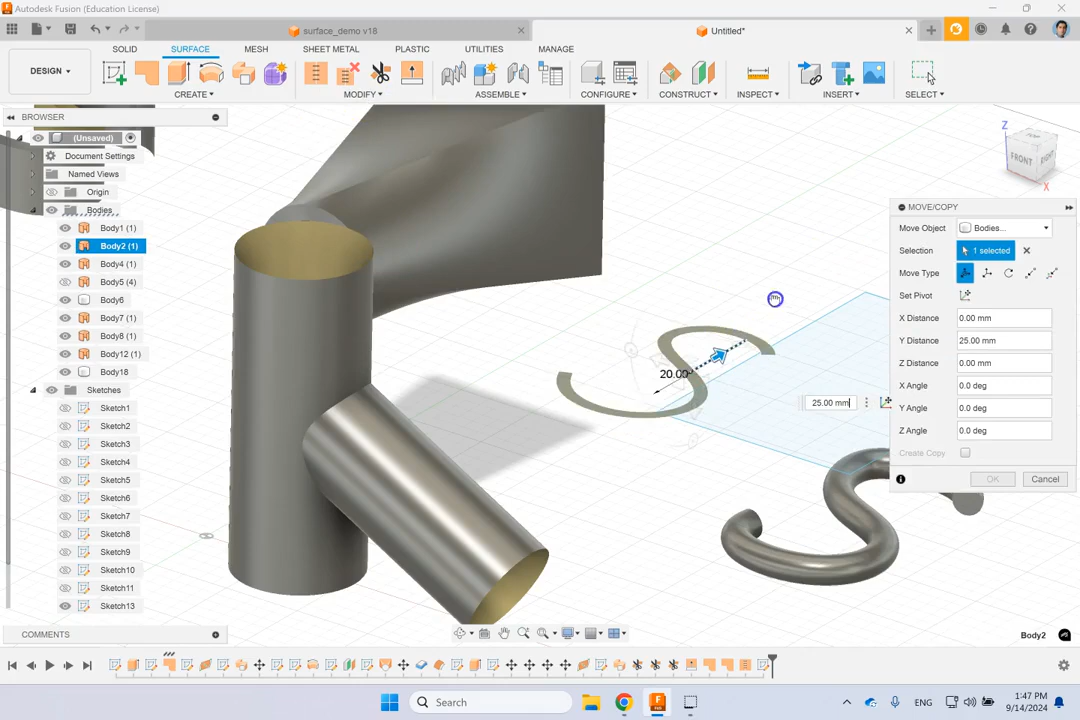 Autodesk Fusion (Education License)
surface_demo v18
Untitled*
SOLID SURFACE MESH SHEET METAL PLASTIC UTILITIES MANAGE
DESIGN
CREATE MODIFY ASSEMBLE CONFIGURE CONSTRUCT INSPECT INSERT SELECT
BROWSER
(Unsaved)
Document Settings
Named Views
Origin
Bodies
Body1 (1)
Body2 (1)
Body4 (1)
Body5 (4)
Body6
Body7 (1)
Body8 (1)
Body12 (1)
Body18
Sketches
Sketch1
Sketch2
Sketch3
Sketch4
Sketch5
Sketch6
Sketch7
Sketch8
Sketch9
Sketch10
Sketch11
Sketch13
COMMENTS
Z
TOP
FRONT
RIGHT
X
20.00
25.00 mm
MOVE/COPY
Move Object Bodies...
Selection 1 selected
Move Type
Set Pivot
X Distance 0.00 mm
Y Distance 25.00 mm
Z Distance 0.00 mm
X Angle 0.0 deg
Y Angle 0.0 deg
Z Angle 0.0 deg
Create Copy
OK Cancel
Body2
Search
ENG
1:47 PM
9/14/2024